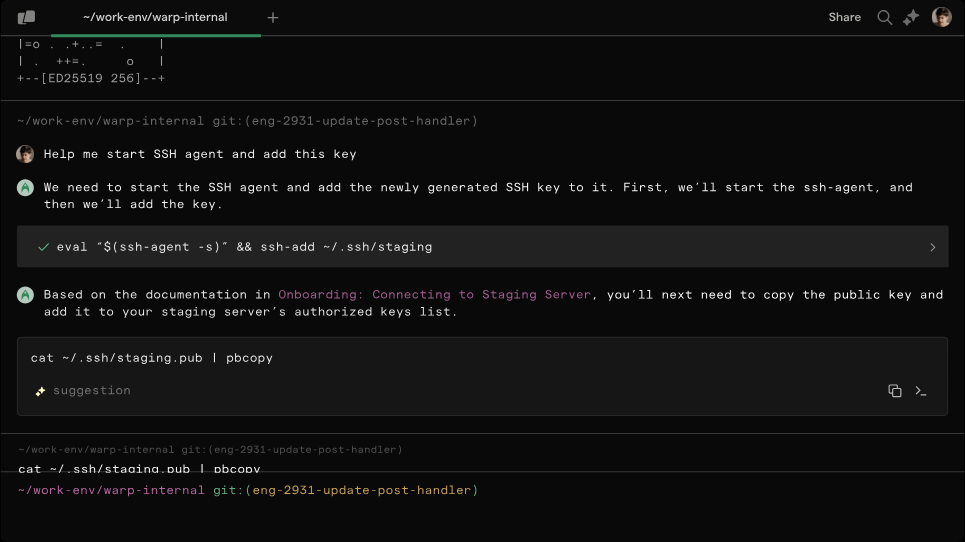 ~/work-env/warp-internal
Share
|=o . .+..= .    |
| .  ++=.     o   |
+--[ED25519 256]--+
~/work-env/warp-internal git:(eng-2931-update-post-handler)
Help me start SSH agent and add this key
We need to start the SSH agent and add the newly generated SSH key to it. First, we’ll start the ssh-agent, and
then we’ll add the key.
eval “$(ssh-agent -s)” && ssh-add ~/.ssh/staging
Based on the documentation in Onboarding: Connecting to Staging Server, you’ll next need to copy the public key and
add it to your staging server’s authorized keys list.
cat ~/.ssh/staging.pub | pbcopy
suggestion
~/work-env/warp-internal git:(eng-2931-update-post-handler)
cat ~/.ssh/staging.pub | pbcopy
~/work-env/warp-internal git:(eng-2931-update-post-handler)